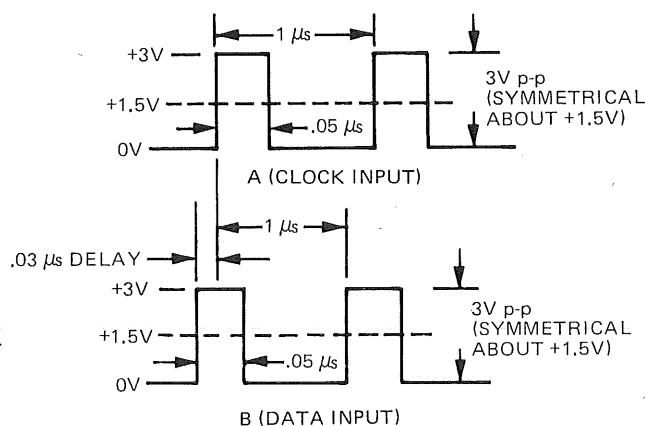 1 μs
+3V
3V p-p
(SYMMETRICAL
ABOUT +1.5V)
+1.5V
.05 μs
0V
A (CLOCK INPUT)
1 μs
.03 μs DELAY
+3V
3V p-p
(SYMMETRICAL
ABOUT +1.5V)
+1.5V
.05 μs
0V
B (DATA INPUT)